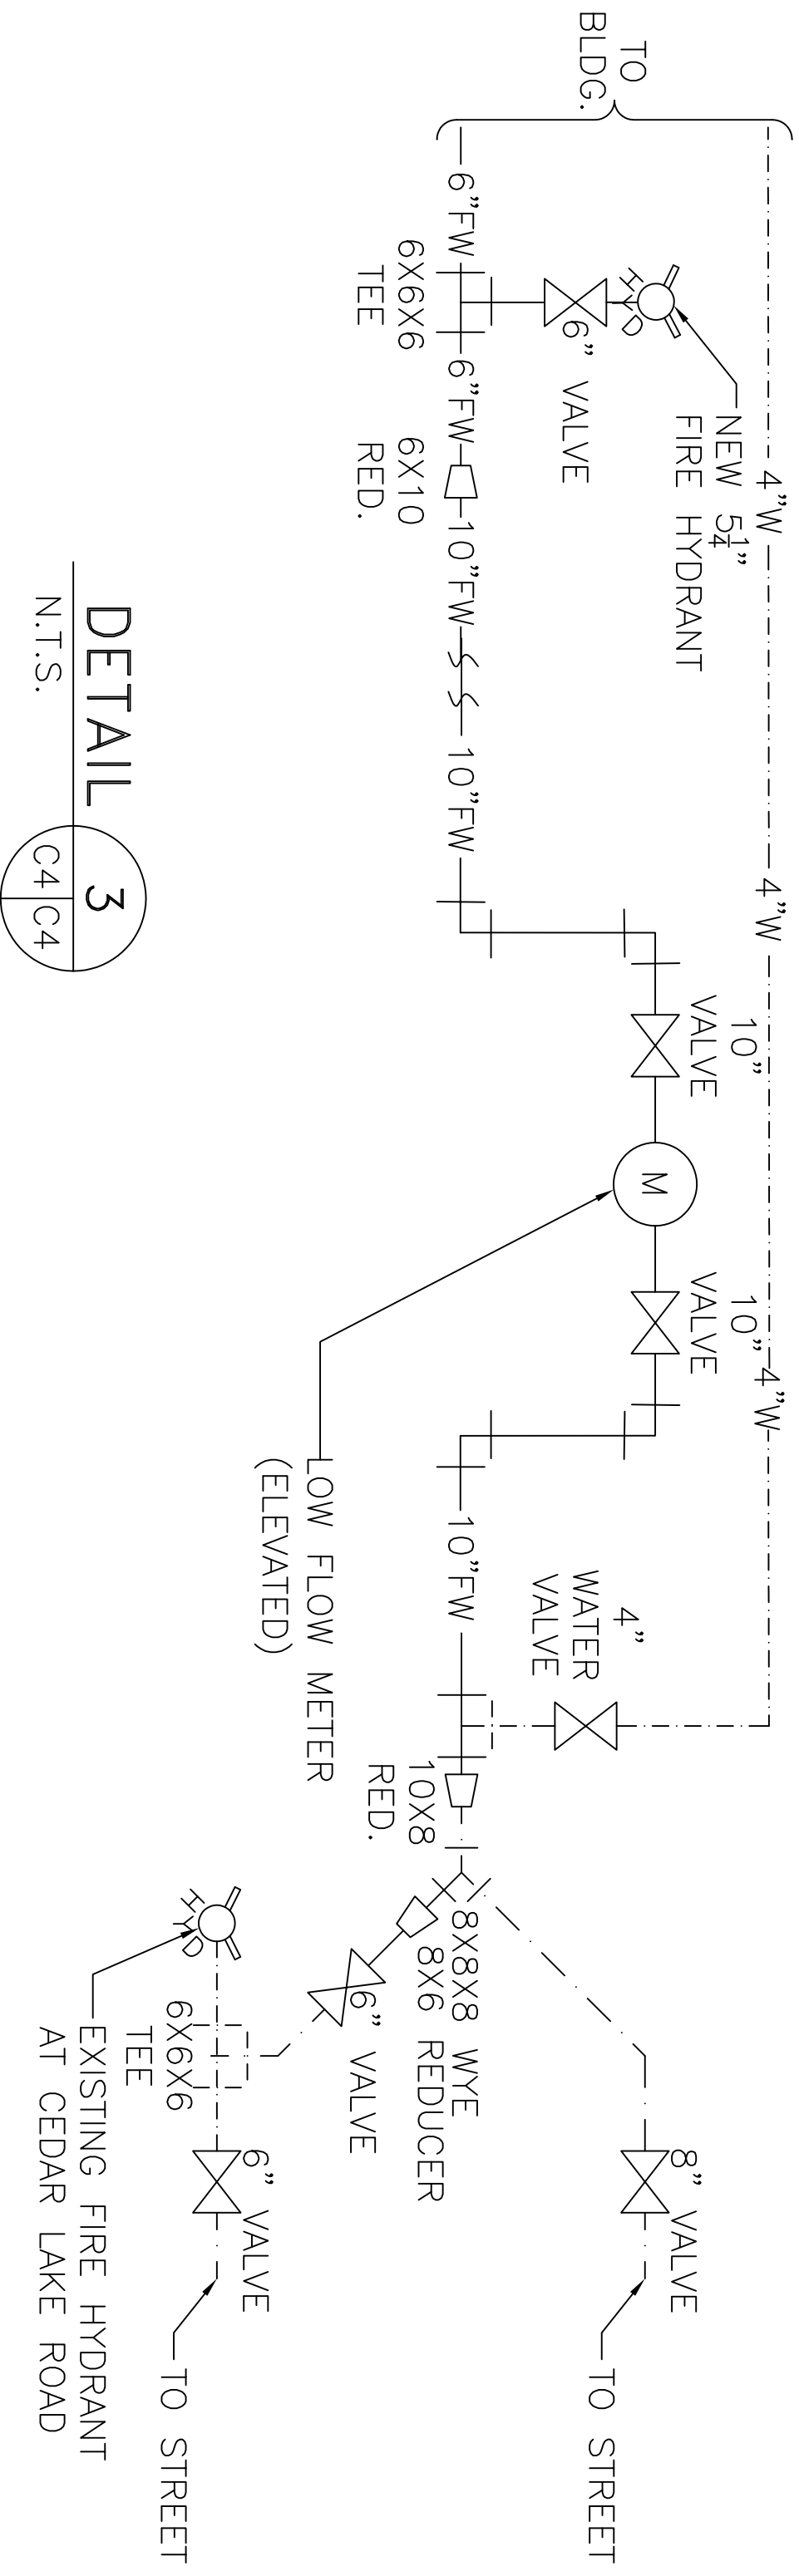 TO
BLDG.
4"W
4"W
4"W
NEW 5 1/4"
FIRE HYDRANT
HYD
6" VALVE
6"FW
6X6X6
TEE
6"FW
6X10
RED.
10"FW
10"FW
10"
VALVE
M
10"
VALVE
LOW FLOW METER
(ELEVATED)
10"FW
4"
WATER
VALVE
10X8
RED.
8X8X8 WYE
8X6 REDUCER
6" VALVE
8" VALVE
TO STREET
HYD
6X6X6
TEE
6" VALVE
TO STREET
EXISTING FIRE HYDRANT
AT CEDAR LAKE ROAD
DETAIL
N.T.S.
3
C4 C4